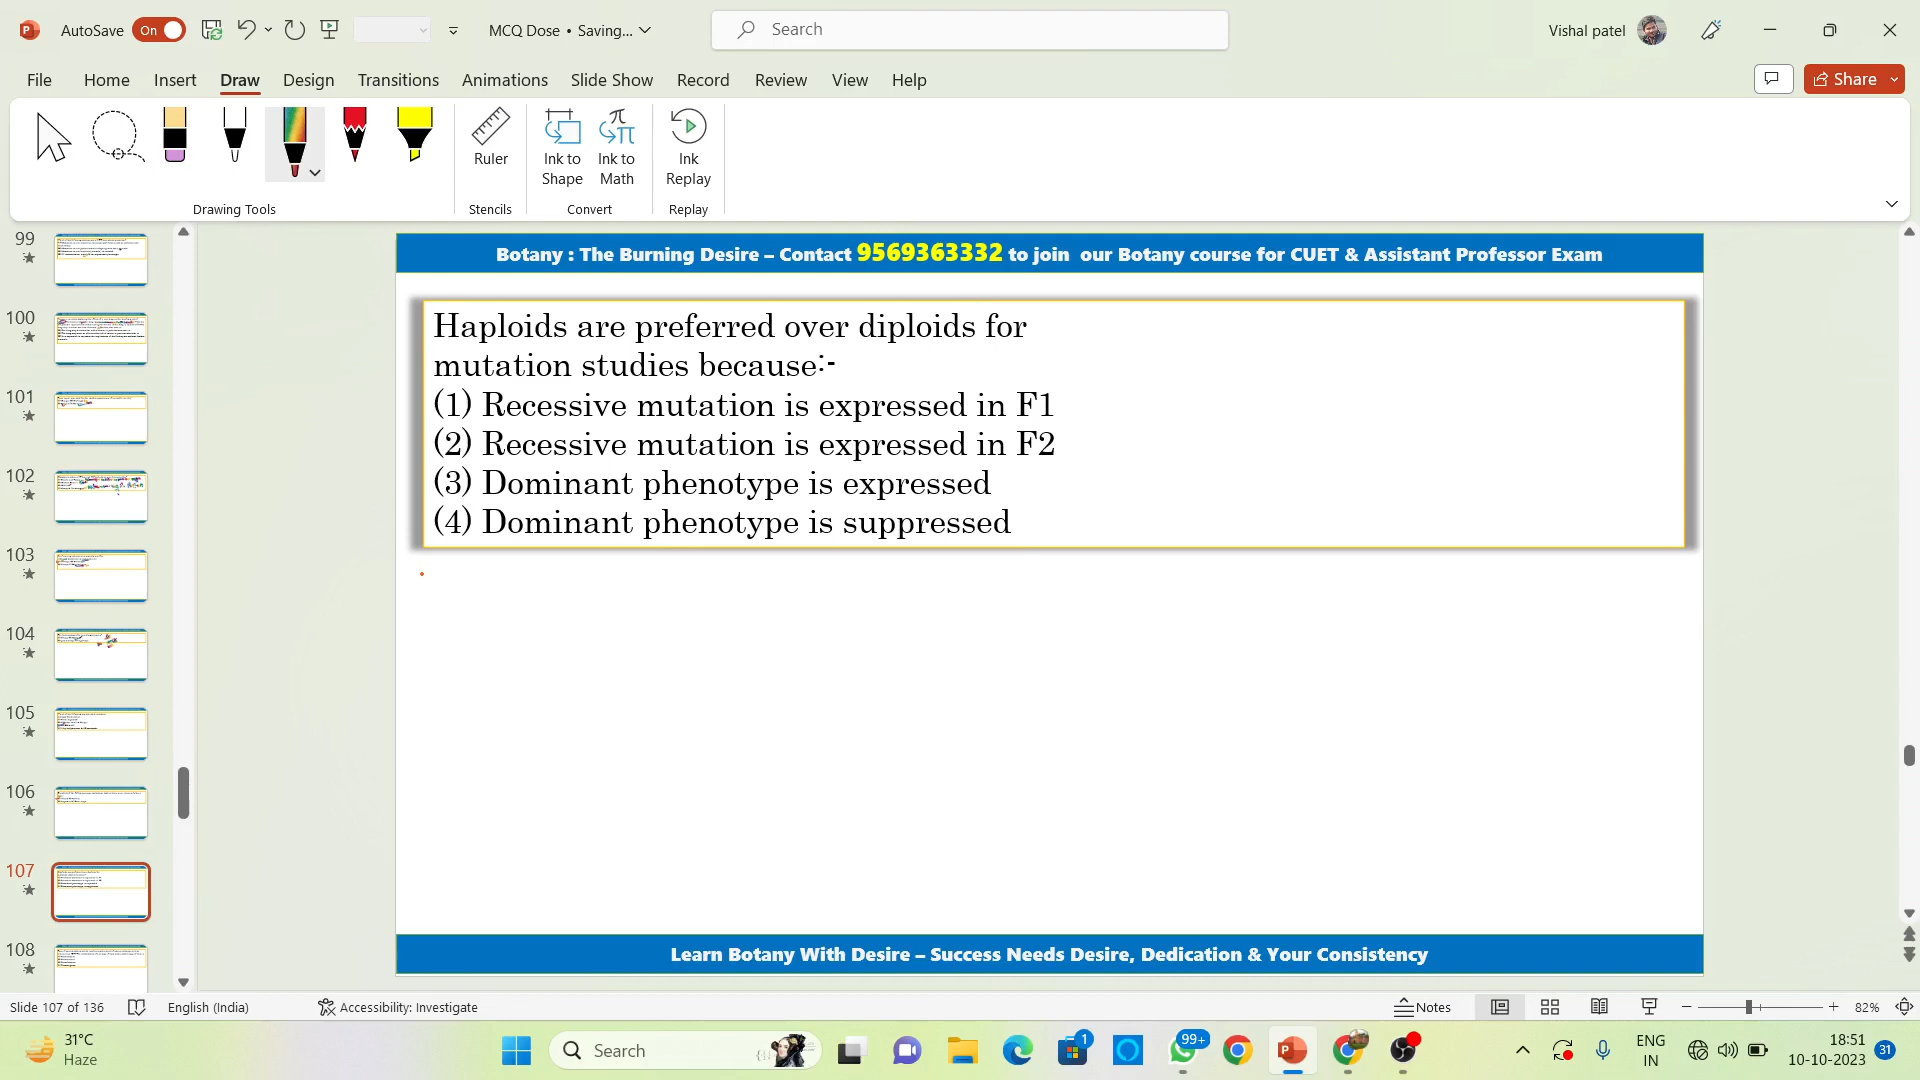 AutoSave On MCQ Dose • Saving... Search Vishal patel
File Home Insert Draw Design Transitions Animations Slide Show Record Review View Help Share
Ruler Ink to Shape Ink to Math Ink Replay
Drawing Tools Stencils Convert Replay
99
100
101
102
103
104
105
106
107
108
Botany : The Burning Desire – Contact 9569363332 to join our Botany course for CUET & Assistant Professor Exam
Haploids are preferred over diploids for
mutation studies because:-
(1) Recessive mutation is expressed in F1
(2) Recessive mutation is expressed in F2
(3) Dominant phenotype is expressed
(4) Dominant phenotype is suppressed
Learn Botany With Desire – Success Needs Desire, Dedication & Your Consistency
Slide 107 of 136 English (India) Accessibility: Investigate Notes 82%
31°C
Haze
Search
1
99+
ENG
IN
18:51
10-10-2023
31